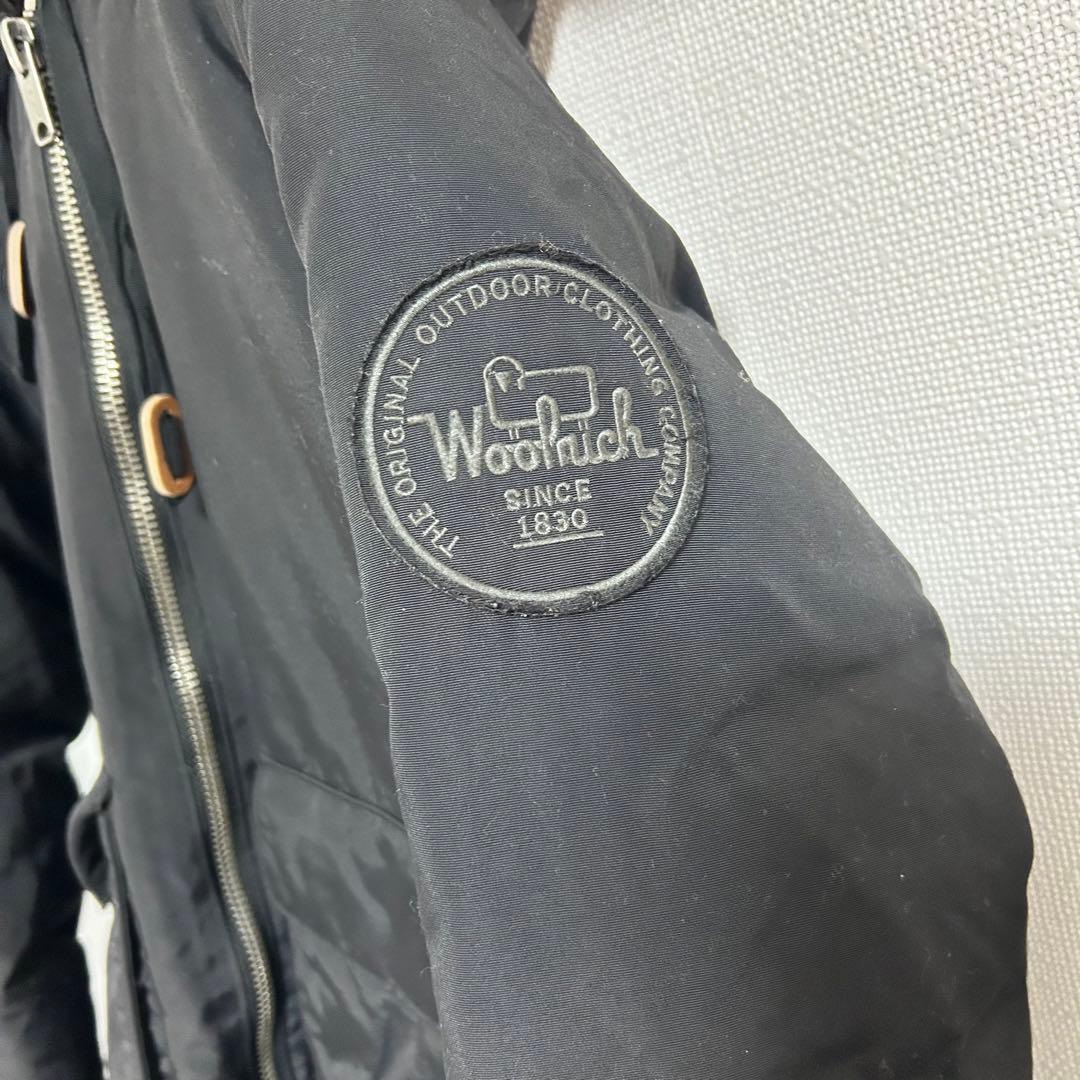 THE ORIGINAL OUTDOOR CLOTHING COMPANY
Woolrich
SINCE
1830